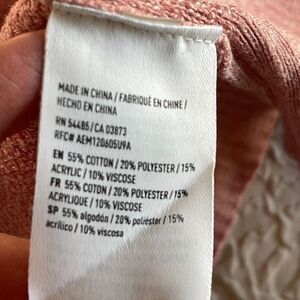 MADE IN CHINA / FABRIQUÉ EN CHINE /
HECHO EN CHINA
RN 54485 / CA 03873
RFC# AEM120605U9A
EN 55% COTTON / 20% POLYESTER / 15%
ACRYLIC / 10% VISCOSE
FR 55% COTON / 20% POLYESTER / 15%
ACRYLIQUE / 10% VISCOSE
SP 55% algodón / 20% poliéster / 15%
acrílico / 10% viscosa